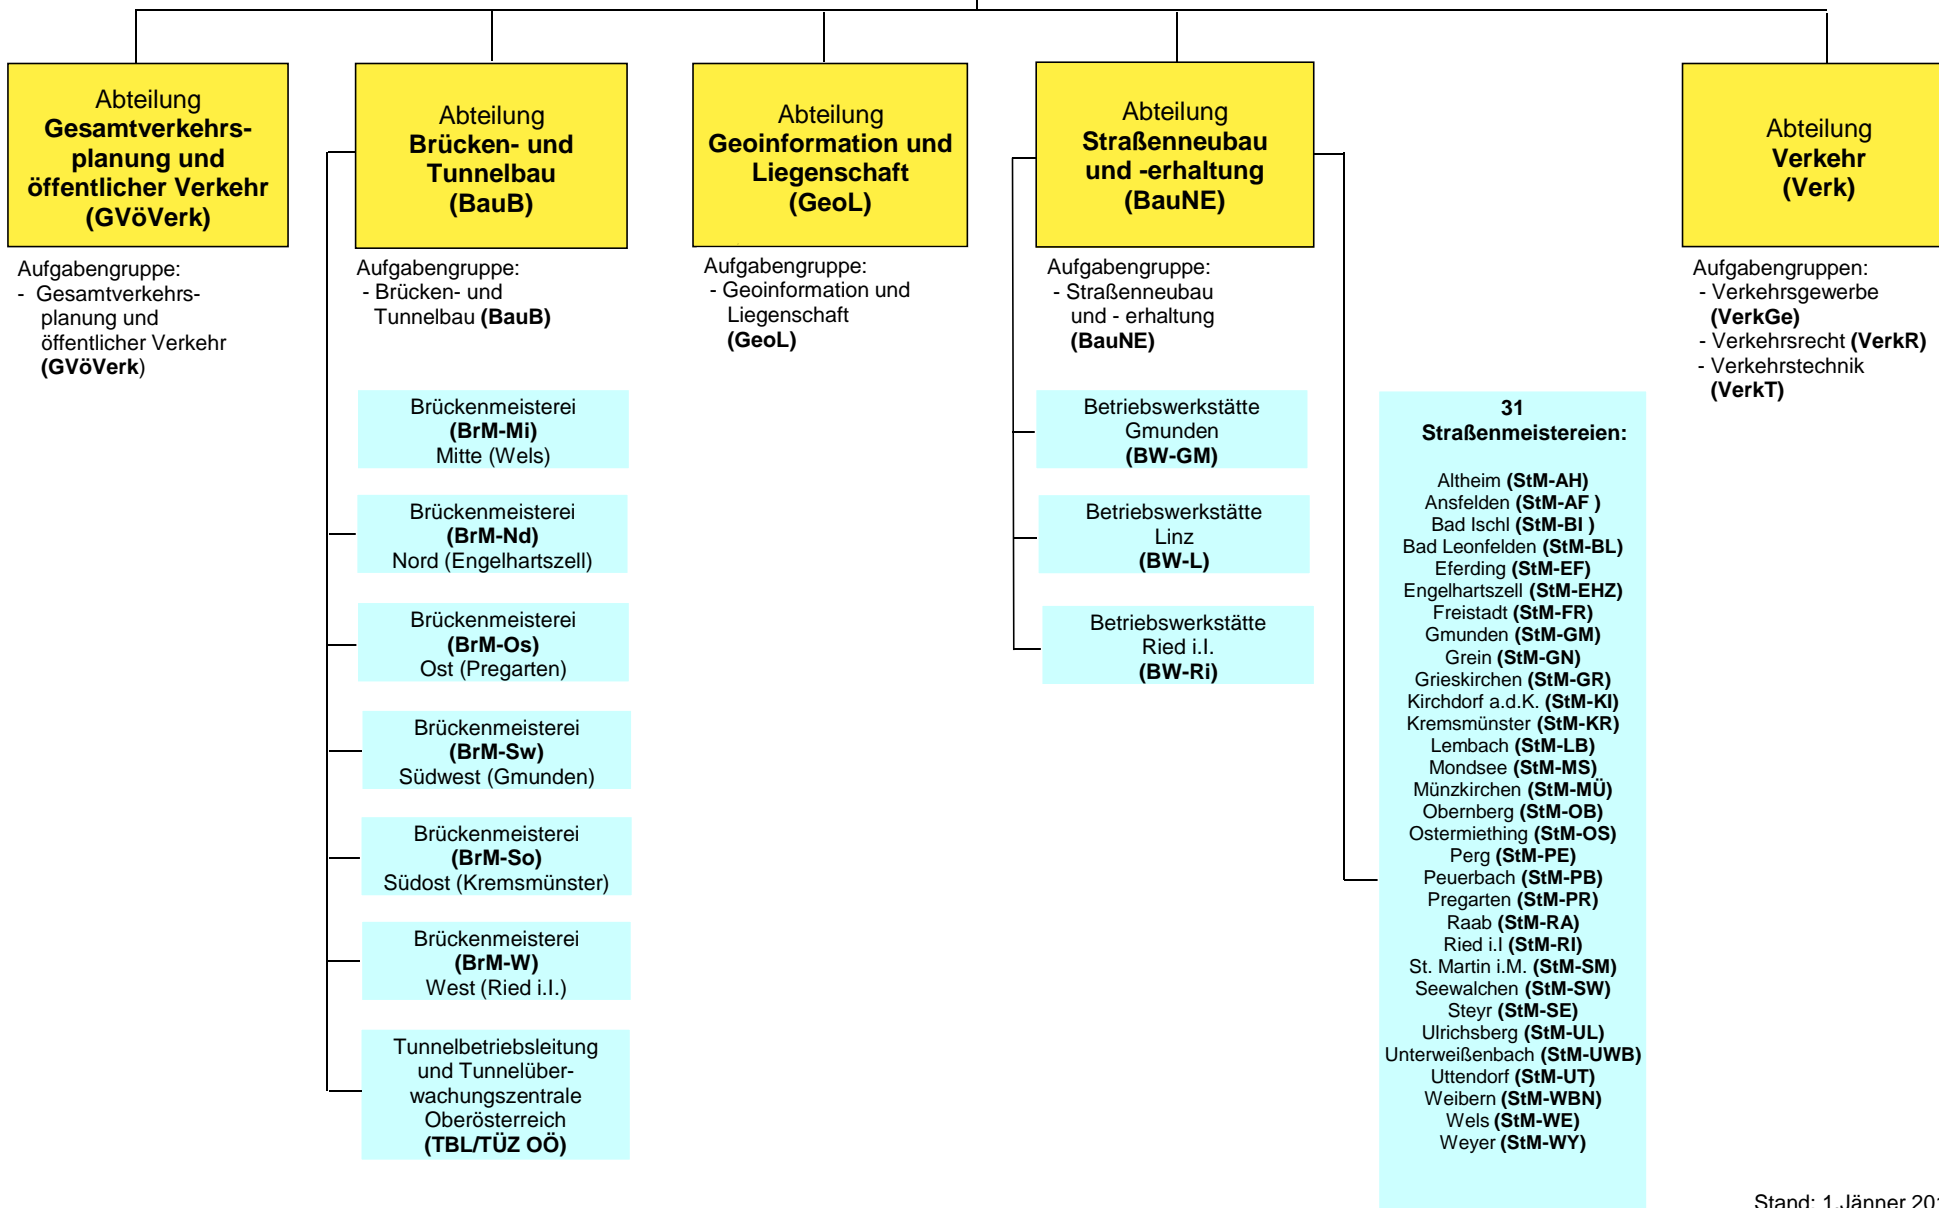 Abteilung
Gesamtverkehrs-
planung und
öffentlicher Verkehr
(GVöVerk)
Aufgabengruppe:
- Gesamtverkehrs-
planung und
öffentlicher Verkehr
(GVöVerk)
Abteilung
Brücken- und
Tunnelbau
(BauB)
Aufgabengruppe:
- Brücken- und
Tunnelbau (BauB)
Brückenmeisterei
(BrM-Mi)
Mitte (Wels)
Brückenmeisterei
(BrM-Nd)
Nord (Engelhartszell)
Brückenmeisterei
(BrM-Os)
Ost (Pregarten)
Brückenmeisterei
(BrM-Sw)
Südwest (Gmunden)
Brückenmeisterei
(BrM-So)
Südost (Kremsmünster)
Brückenmeisterei
(BrM-W)
West (Ried i.I.)
Tunnelbetriebsleitung
und Tunnelüber-
wachungszentrale
Oberösterreich
(TBL/TÜZ OÖ)
Abteilung
Geoinformation und
Liegenschaft
(GeoL)
Aufgabengruppe:
- Geoinformation und
Liegenschaft
(GeoL)
Abteilung
Straßenneubau
und -erhaltung
(BauNE)
Aufgabengruppe:
- Straßenneubau
und - erhaltung
(BauNE)
Betriebswerkstätte
Gmunden
(BW-GM)
Betriebswerkstätte
Linz
(BW-L)
Betriebswerkstätte
Ried i.I.
(BW-Ri)
31
Straßenmeistereien:
Altheim (StM-AH)
Ansfelden (StM-AF )
Bad Ischl (StM-BI )
Bad Leonfelden (StM-BL)
Eferding (StM-EF)
Engelhartszell (StM-EHZ)
Freistadt (StM-FR)
Gmunden (StM-GM)
Grein (StM-GN)
Grieskirchen (StM-GR)
Kirchdorf a.d.K. (StM-KI)
Kremsmünster (StM-KR)
Lembach (StM-LB)
Mondsee (StM-MS)
Münzkirchen (StM-MÜ)
Obernberg (StM-OB)
Ostermiething (StM-OS)
Perg (StM-PE)
Peuerbach (StM-PB)
Pregarten (StM-PR)
Raab (StM-RA)
Ried i.I (StM-RI)
St. Martin i.M. (StM-SM)
Seewalchen (StM-SW)
Steyr (StM-SE)
Ulrichsberg (StM-UL)
Unterweißenbach (StM-UWB)
Uttendorf (StM-UT)
Weibern (StM-WBN)
Wels (StM-WE)
Weyer (StM-WY)
Abteilung
Verkehr
(Verk)
Aufgabengruppen:
- Verkehrsgewerbe
(VerkGe)
- Verkehrsrecht (VerkR)
- Verkehrstechnik
(VerkT)
Stand: 1.Jänner